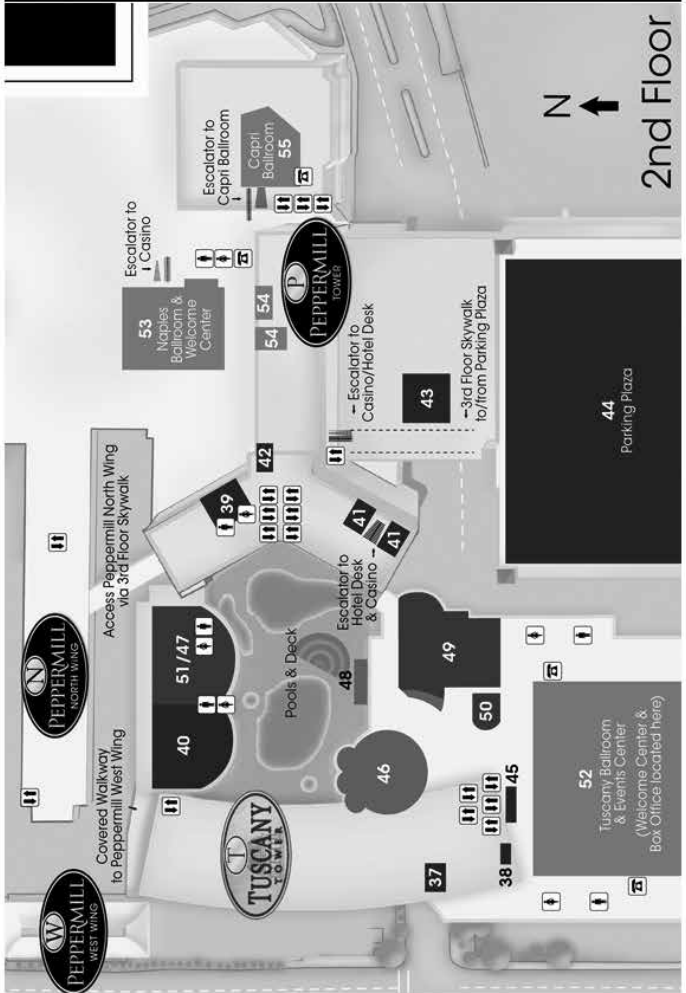 W
PEPPERMILL
WEST WING
Covered Walkway
to Peppermill West Wing
N
PEPPERMILL
NORTH WING
Access Peppermill North Wing
via 3rd Floor Skywalk
T
TUSCANY
TOWER
40
51/47
Pools & Deck
48
46
37
38
45
50
49
52
Tuscany Ballroom
& Events Center
(Welcome Center &
Box Office located here)
39
42
41
41
Escalator to
Hotel Desk
& Casino
53
Naples
Ballroom &
Welcome
Center
Escalator to
Casino
54
54
P
PEPPERMILL
TOWER
Escalator to
Capri Ballroom
Capri
Ballroom
55
Escalator to
Casino/Hotel Desk
43
3rd Floor Skywalk
to/from Parking Plaza
44
Parking Plaza
N
2nd Floor